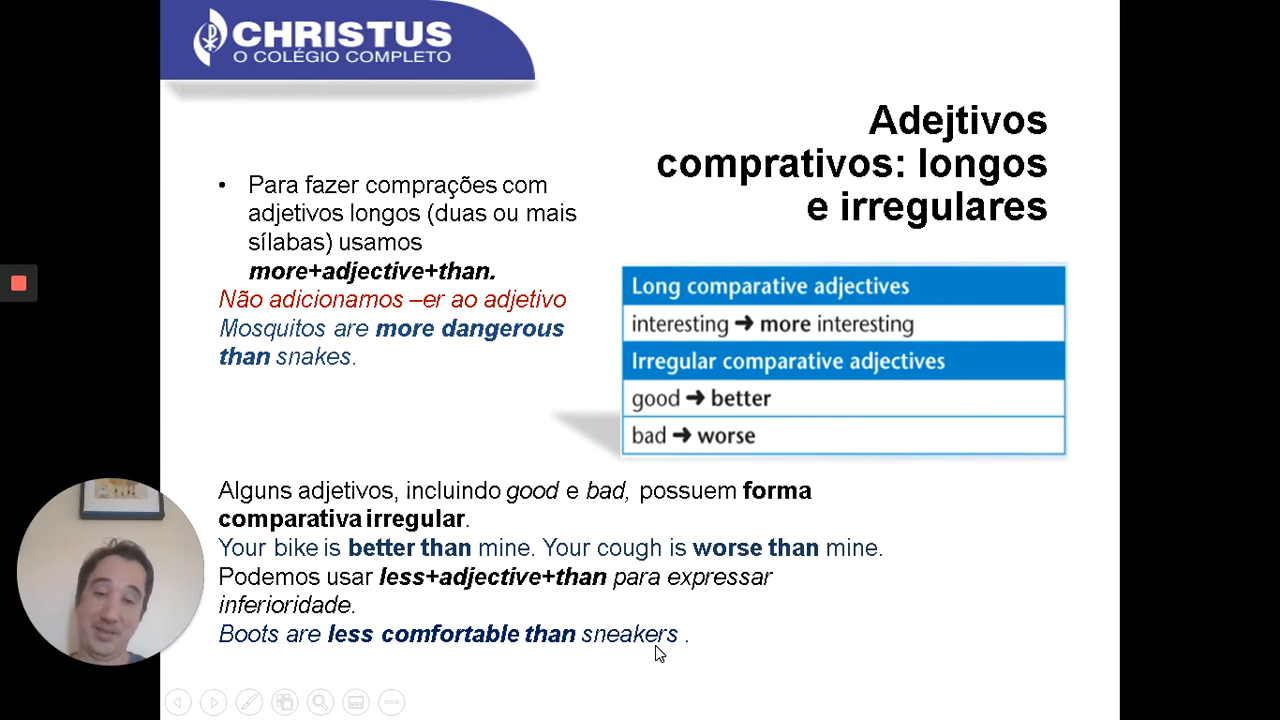 CHRISTUS
O COLÉGIO COMPLETO
Adejtivos
comprativos: longos
e irregulares
• Para fazer comprações com
adjetivos longos (duas ou mais
sílabas) usamos
more+adjective+than.
Não adicionamos –er ao adjetivo
Mosquitos are more dangerous
than snakes.
Long comparative adjectives
interesting ➜ more interesting
Irregular comparative adjectives
good ➜ better
bad ➜ worse
Alguns adjetivos, incluindo good e bad, possuem forma
comparativa irregular.
Your bike is better than mine. Your cough is worse than mine.
Podemos usar less+adjective+than para expressar
inferioridade.
Boots are less comfortable than sneakers .